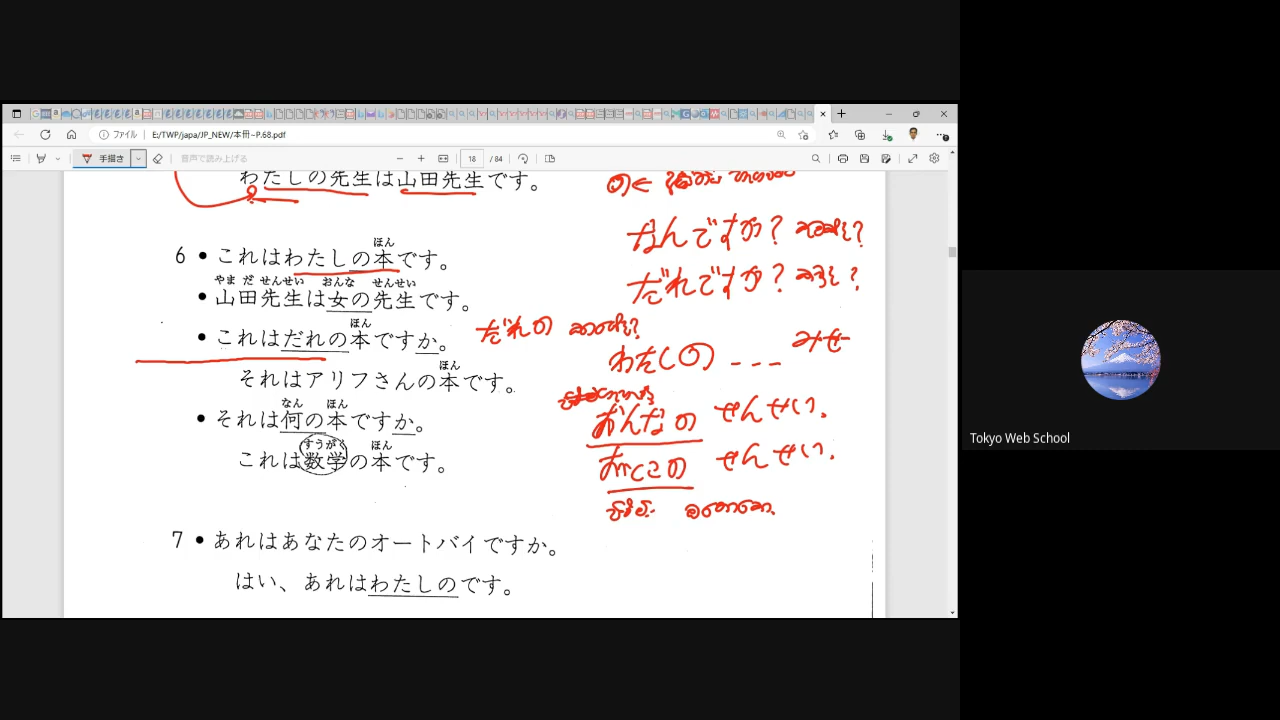 ファイル | E:/TWP/japa/JP_NEW/本冊~P.68.pdf
手描き 音声で読み上げる 18 / 84
わたしの先生は山田先生です。
なんですか?
6 ● これはわたしの本です。
ほん
だれですか?
● 山田先生は女の先生です。
やま だ せんせい おんな せんせい
● これはだれの本ですか。
ほん
だれの
わたしの - - -
それはアリフさんの本です。
ほん
● それは何の本ですか。
なん ほん
おんなの せんせい.
これは数学の本です。
すうがく ほん
おとこの せんせい.
7 ● あれはあなたのオートバイですか。
はい、あれはわたしのです。
Tokyo Web School